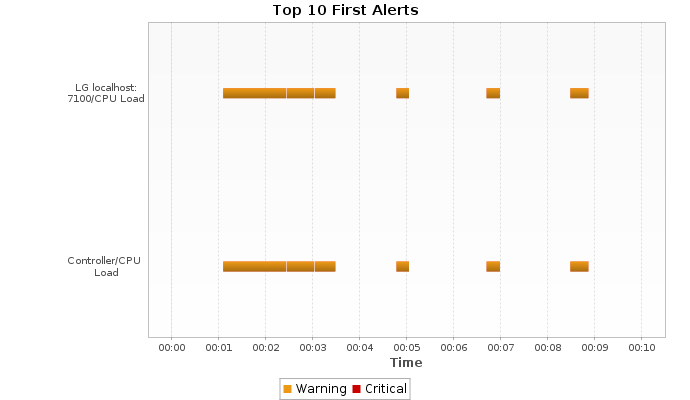 Top 10 First Alerts
LG localhost:
7100/CPU Load
Controller/CPU
Load
00:00 00:01 00:02 00:03 00:04 00:05 00:06 00:07 00:08 00:09 00:10
Time
Warning Critical